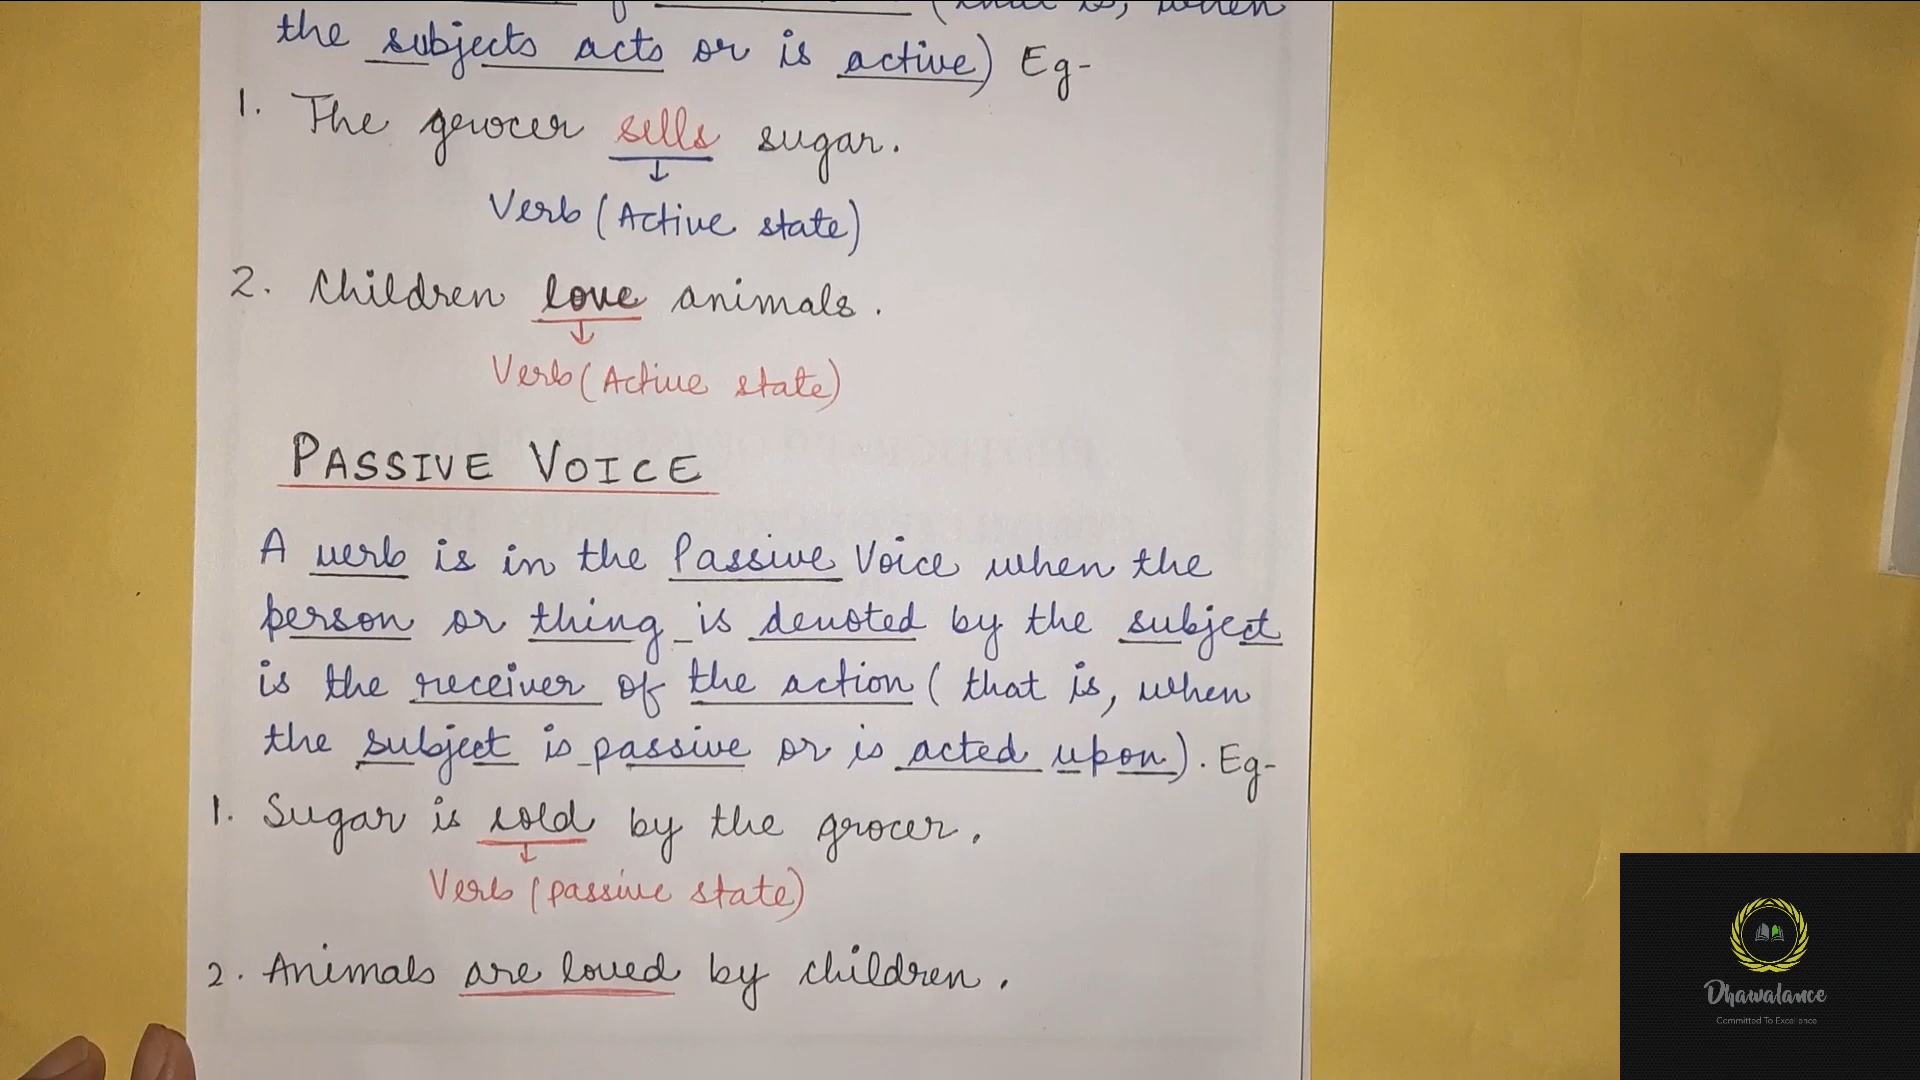 (that is, when
the subjects acts or is active) Eg-
1. The grocer sells sugar.
Verb (Active state)
2. Children love animals.
Verb (Active state)
PASSIVE VOICE
A verb is in the Passive Voice when the
person or thing is denoted by the subject
is the receiver of the action (that is, when
the subject is passive or is acted upon). Eg-
1. Sugar is sold by the grocer.
Verb (passive state)
2. Animals are loved by children.
Dhawalance
Committed To Excellence